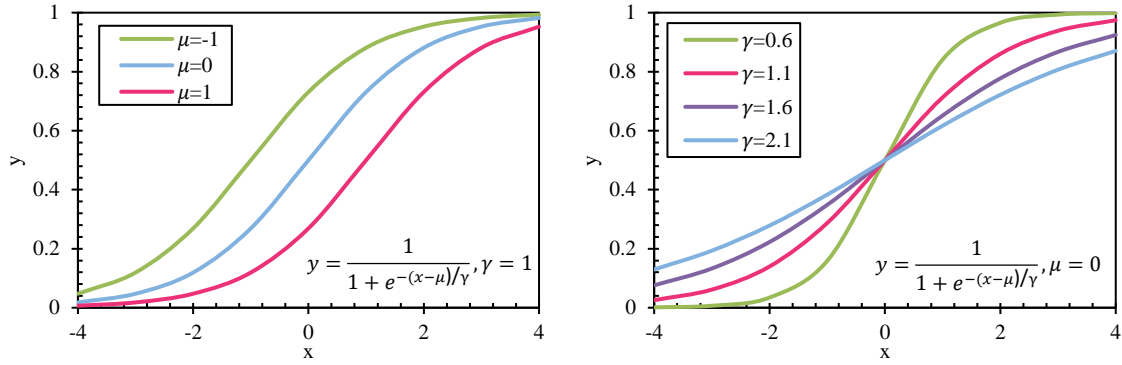 1
0.8
0.6
0.4
0.2
0
y
μ=-1
μ=0
μ=1
y = 1 / (1 + e^{-(x-μ)/γ}, γ = 1
-4
-2
0
2
4
x
1
0.8
0.6
0.4
0.2
0
y
γ=0.6
γ=1.1
γ=1.6
γ=2.1
y = 1 / (1 + e^{-(x-μ)/γ}, μ = 0
-4
-2
0
2
4
x